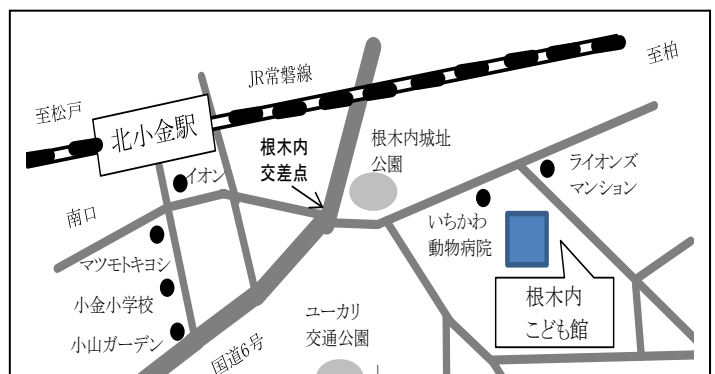 JR常磐線
至柏
至松戸
北小金駅
根木内
交差点
根木内城址
公園
ライオンズ
マンション
イオン
南口
いちかわ
動物病院
マツモトキヨシ
小金小学校
小山ガーデン
国道6号
ユーカリ
交通公園
根木内
こども館